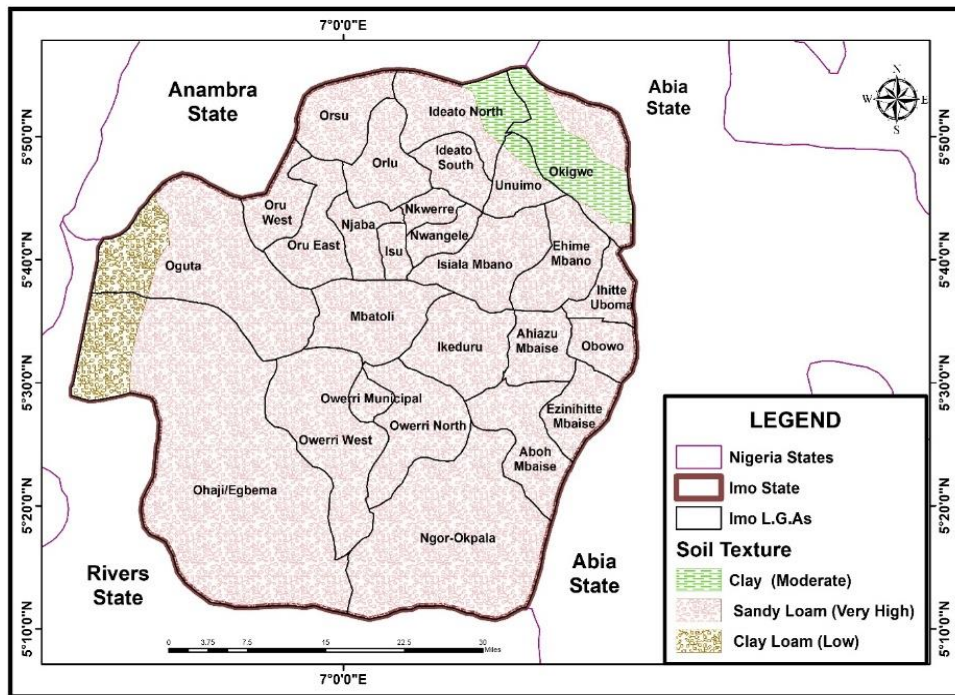 7°0'0"E
Anambra
State
Abia
State
N
W
E
S
5°50'0"N
5°50'0"N
Orsu
Ideato North
Orlu
Ideato
South
Okigwe
Unuimo
Oru
West
Njaba
Nkwerre
Nwangele
Oru East
Isu
Isiala Mbano
Ehime
Mbano
5°40'0"N
5°40'0"N
Oguta
Ihitte
Uboma
Mbatoli
Ikeduru
Ahiazu
Mbaise
Obowo
5°30'0"N
5°30'0"N
Owerri Municipal
Owerri West
Owerri North
Ezinihitte
Mbaise
Aboh
Mbaise
Ohaji/Egbema
5°20'0"N
5°20'0"N
Ngor-Okpala
Rivers
State
Abia
State
5°10'0"N
5°10'0"N
0 3.75 7.5 15 22.5 30
Miles
7°0'0"E
LEGEND
Nigeria States
Imo State
Imo L.G.As
Soil Texture
Clay (Moderate)
Sandy Loam (Very High)
Clay Loam (Low)